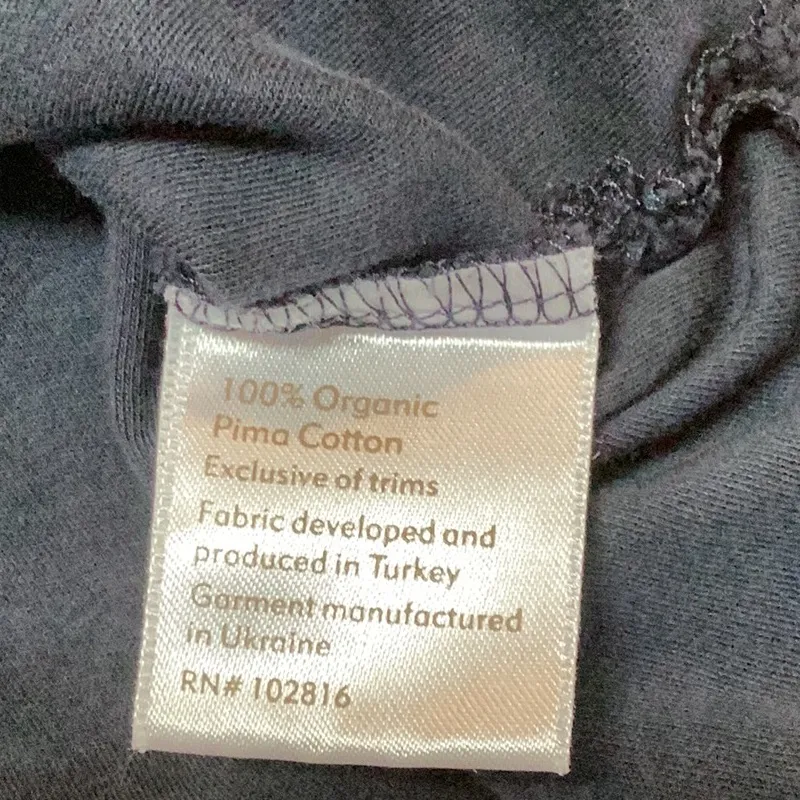 100% Organic
Pima Cotton
Exclusive of trims
Fabric developed and
produced in Turkey
Garment manufactured
in Ukraine
RN# 102816